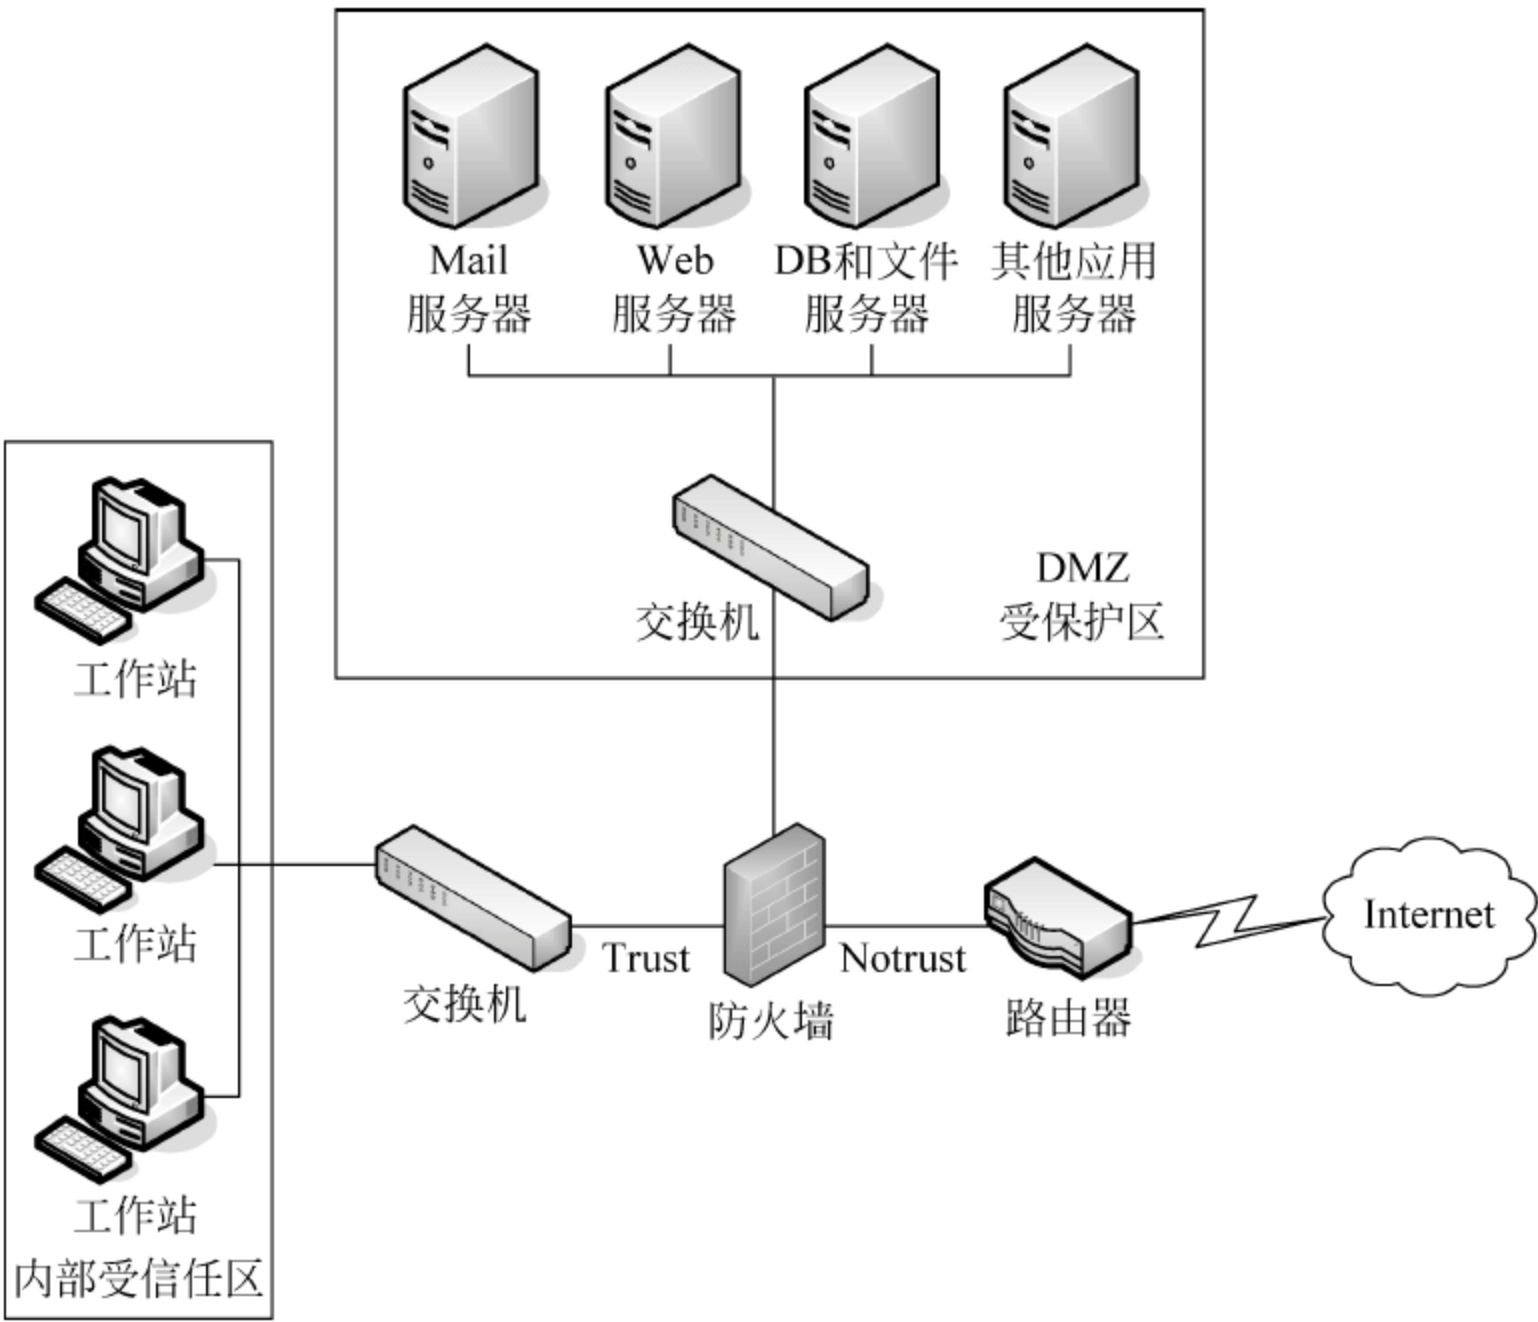 Mail
服务器
Web
服务器
DB和文件
服务器
其他应用
服务器
交换机
DMZ
受保护区
工作站
工作站
工作站
内部受信任区
交换机
Trust
防火墙
Notrust
路由器
Internet